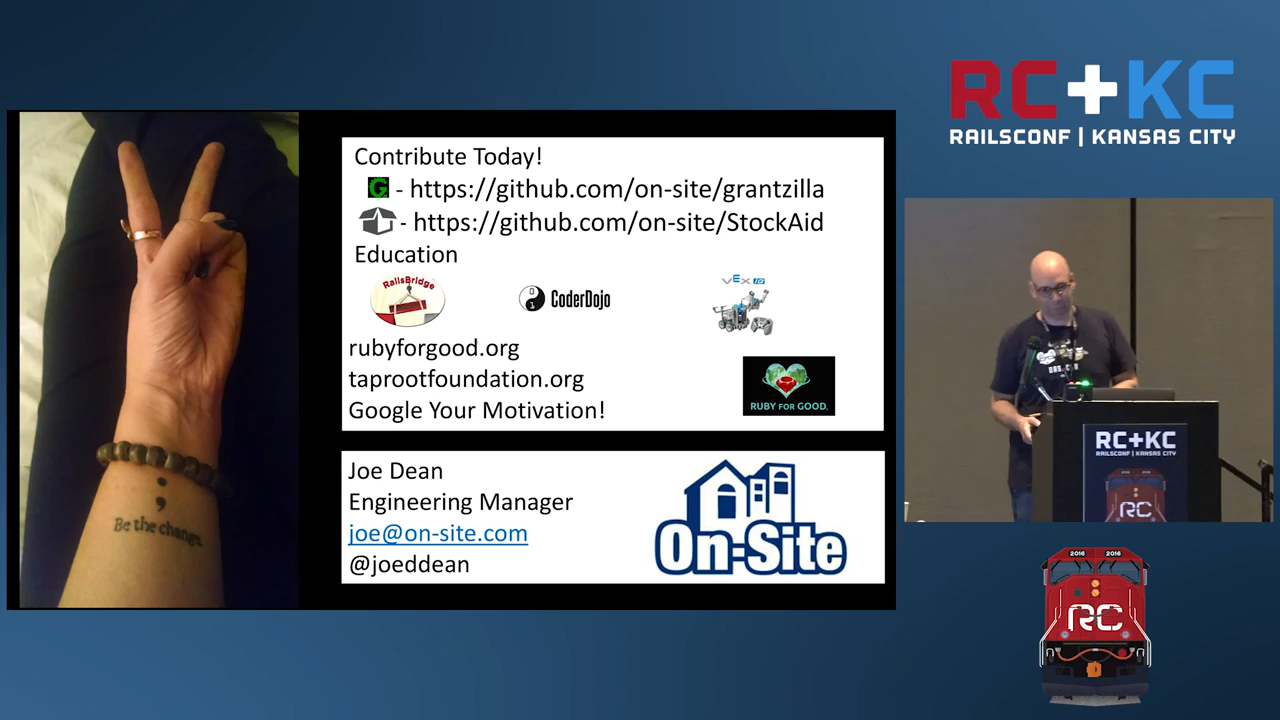 Be the change.
Contribute Today!
G - https://github.com/on-site/grantzilla
- https://github.com/on-site/StockAid
Education
RailsBridge
CoderDojo
VEX IQ
rubyforgood.org
taprootfoundation.org
Google Your Motivation!
RUBY FOR GOOD.
Joe Dean
Engineering Manager
joe@on-site.com
@joeddean
On-Site
RC+KC
RAILSCONF | KANSAS CITY
RC+KC
RAILSCONF | KANSAS CITY
RC
2016 2016
RC